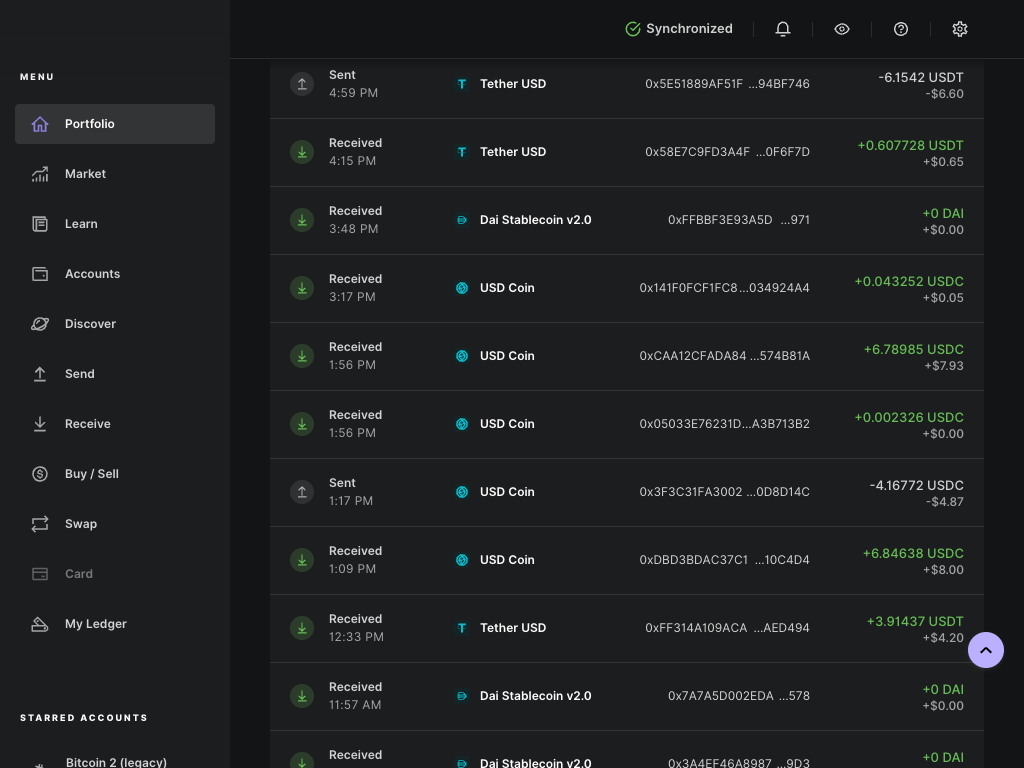 Synchronized
MENU
Portfolio
Market
Learn
Accounts
Discover
Send
Receive
Buy / Sell
Swap
Card
My Ledger
STARRED ACCOUNTS
Bitcoin 2 (legacy)
Sent
4:59 PM
Tether USD
0x5E51889AF51F ...94BF746
-6.1542 USDT
-$6.60
Received
4:15 PM
Tether USD
0x58E7C9FD3A4F ...0F6F7D
+0.607728 USDT
+$0.65
Received
3:48 PM
Dai Stablecoin v2.0
0xFFBBF3E93A5D ...971
+0 DAI
+$0.00
Received
3:17 PM
USD Coin
0x141F0FCF1FC8...034924A4
+0.043252 USDC
+$0.05
Received
1:56 PM
USD Coin
0xCAA12CFADA84 ...574B81A
+6.78985 USDC
+$7.93
Received
1:56 PM
USD Coin
0x05033E76231D...A3B713B2
+0.002326 USDC
+$0.00
Sent
1:17 PM
USD Coin
0x3F3C31FA3002 ...0D8D14C
-4.16772 USDC
-$4.87
Received
1:09 PM
USD Coin
0xDBD3BDAC37C1 ...10C4D4
+6.84638 USDC
+$8.00
Received
12:33 PM
Tether USD
0xFF314A109ACA ...AED494
+3.91437 USDT
+$4.20
Received
11:57 AM
Dai Stablecoin v2.0
0x7A7A5D002EDA ...578
+0 DAI
+$0.00
Received
Dai Stablecoin v2.0
0x3A4EF46A8987 ...9D3
+0 DAI